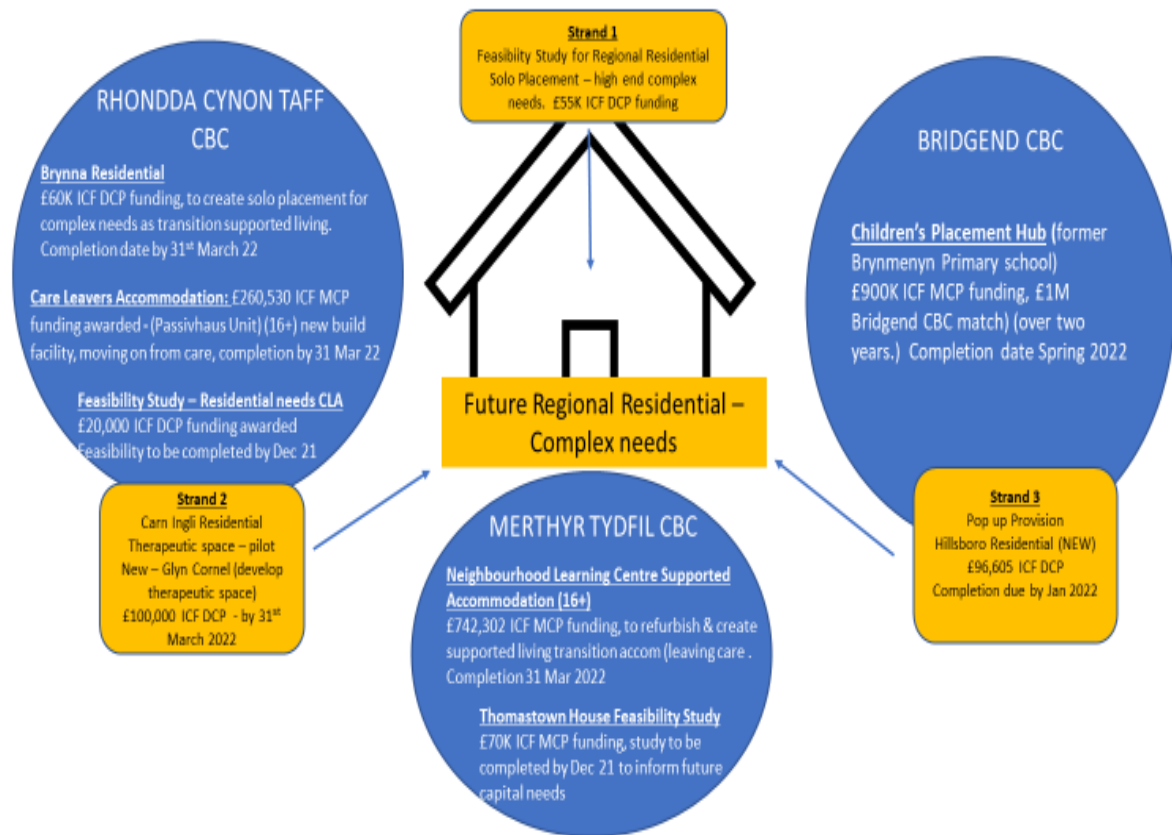 Strand 1
Feasibility Study for Regional Residential
Solo Placement – high end complex
needs. £55K ICF DCP funding
RHONDDA CYNON TAFF
CBC
Brynna Residential
£60K ICF DCP funding, to create solo placement for
complex needs as transition supported living.
Completion date by 31st March 22
Care Leavers Accommodation: £260,530 ICF MCP
funding awarded - (Passivhaus Unit) (16+) new build
facility, moving on from care, completion by 31 Mar 22
Feasibility Study – Residential needs CLA
£20,000 ICF DCP funding awarded
Feasibility to be completed by Dec 21
Strand 2
Carn Ingli Residential
Therapeutic space – pilot
New – Glyn Cornel (develop
therapeutic space)
£100,000 ICF DCP - by 31st
March 2022
Future Regional Residential –
Complex needs
MERTHYR TYDFIL CBC
Neighbourhood Learning Centre Supported
Accommodation (16+)
£742,302 ICF MCP funding, to refurbish & create
supported living transition accom (leaving care .
Completion 31 Mar 2022
Thomastown House Feasibility Study
£70K ICF MCP funding, study to be
completed by Dec 21 to inform future
capital needs
BRIDGEND CBC
Children's Placement Hub (former
Brynmenyn Primary school)
£900K ICF MCP funding, £1M
Bridgend CBC match) (over two
years.) Completion date Spring 2022
Strand 3
Pop up Provision
Hillsboro Residential (NEW)
£96,605 ICF DCP
Completion due by Jan 2022